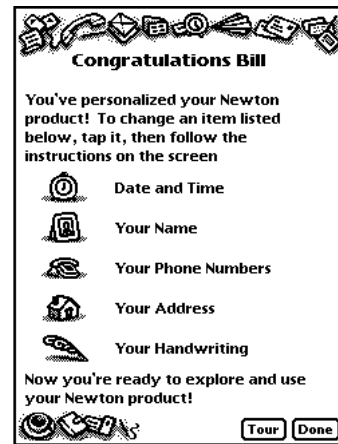 Congratulations Bill
You've personalized your Newton
product! To change an item listed
below, tap it, then follow the
instructions on the screen
Date and Time
Your Name
Your Phone Numbers
Your Address
Your Handwriting
Now you're ready to explore and use
your Newton product!
Tour Done